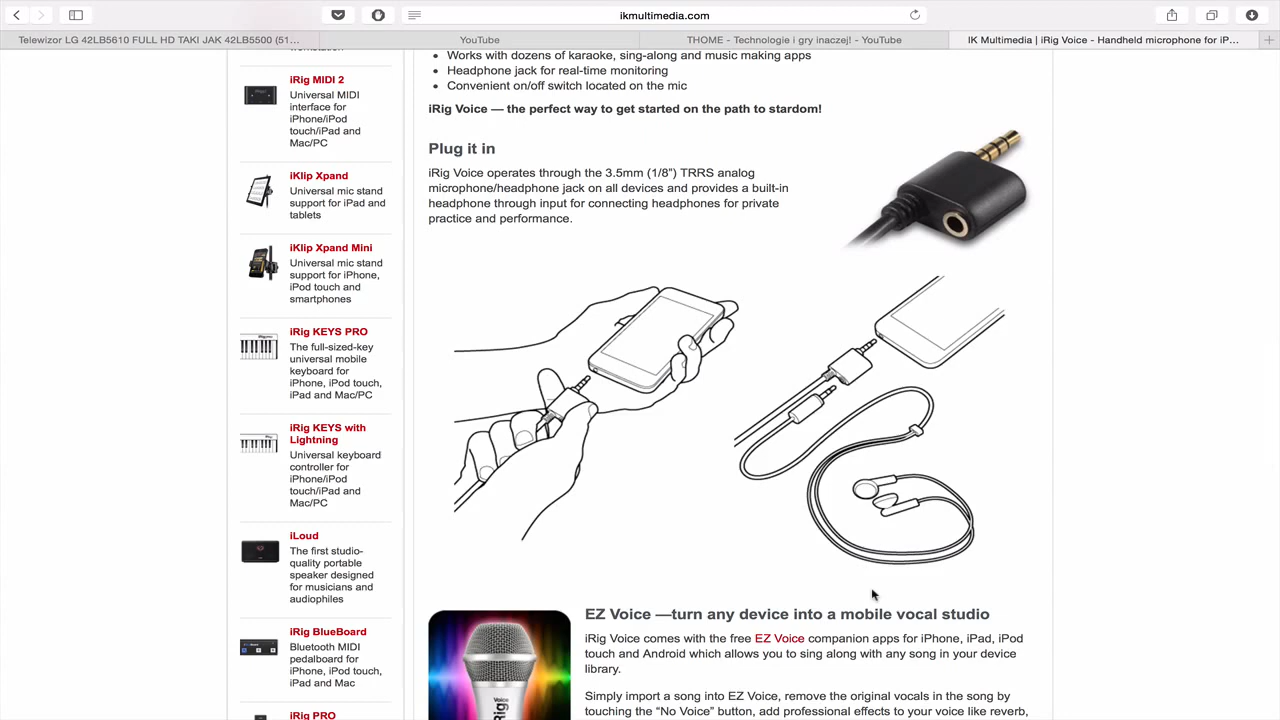 ikmultimedia.com
Telewizor LG 42LB5610 FULL HD TAKI JAK 42LB5500 (51...
YouTube
THOME - Technologie i gry inaczej! - YouTube
IK Multimedia | iRig Voice - Handheld microphone for iP...
iRig MIDI 2
Universal MIDI
interface for
iPhone/iPod
touch/iPad and
Mac/PC
iKlip Xpand
Universal mic stand
support for iPad and
tablets
iKlip Xpand Mini
Universal mic stand
support for iPhone,
iPod touch and
smartphones
iRig KEYS PRO
The full-sized-key
universal mobile
keyboard for
iPhone, iPod touch,
iPad and Mac/PC
iRig KEYS with
Lightning
Universal keyboard
controller for
iPhone/iPod
touch/iPad and
Mac/PC
iLoud
The first studio-
quality portable
speaker designed
for musicians and
audiophiles
iRig BlueBoard
Bluetooth MIDI
pedalboard for
iPhone, iPod touch,
iPad and Mac
iRig PRO
• Works with dozens of karaoke, sing-along and music making apps
• Headphone jack for real-time monitoring
• Convenient on/off switch located on the mic
iRig Voice — the perfect way to get started on the path to stardom!
Plug it in
iRig Voice operates through the 3.5mm (1/8") TRRS analog
microphone/headphone jack on all devices and provides a built-in
headphone through input for connecting headphones for private
practice and performance.
EZ Voice —turn any device into a mobile vocal studio
iRig Voice comes with the free EZ Voice companion apps for iPhone, iPad, iPod
touch and Android which allows you to sing along with any song in your device
library.
Simply import a song into EZ Voice, remove the original vocals in the song by
touching the "No Voice" button, add professional effects to your voice like reverb,
iRig Voice